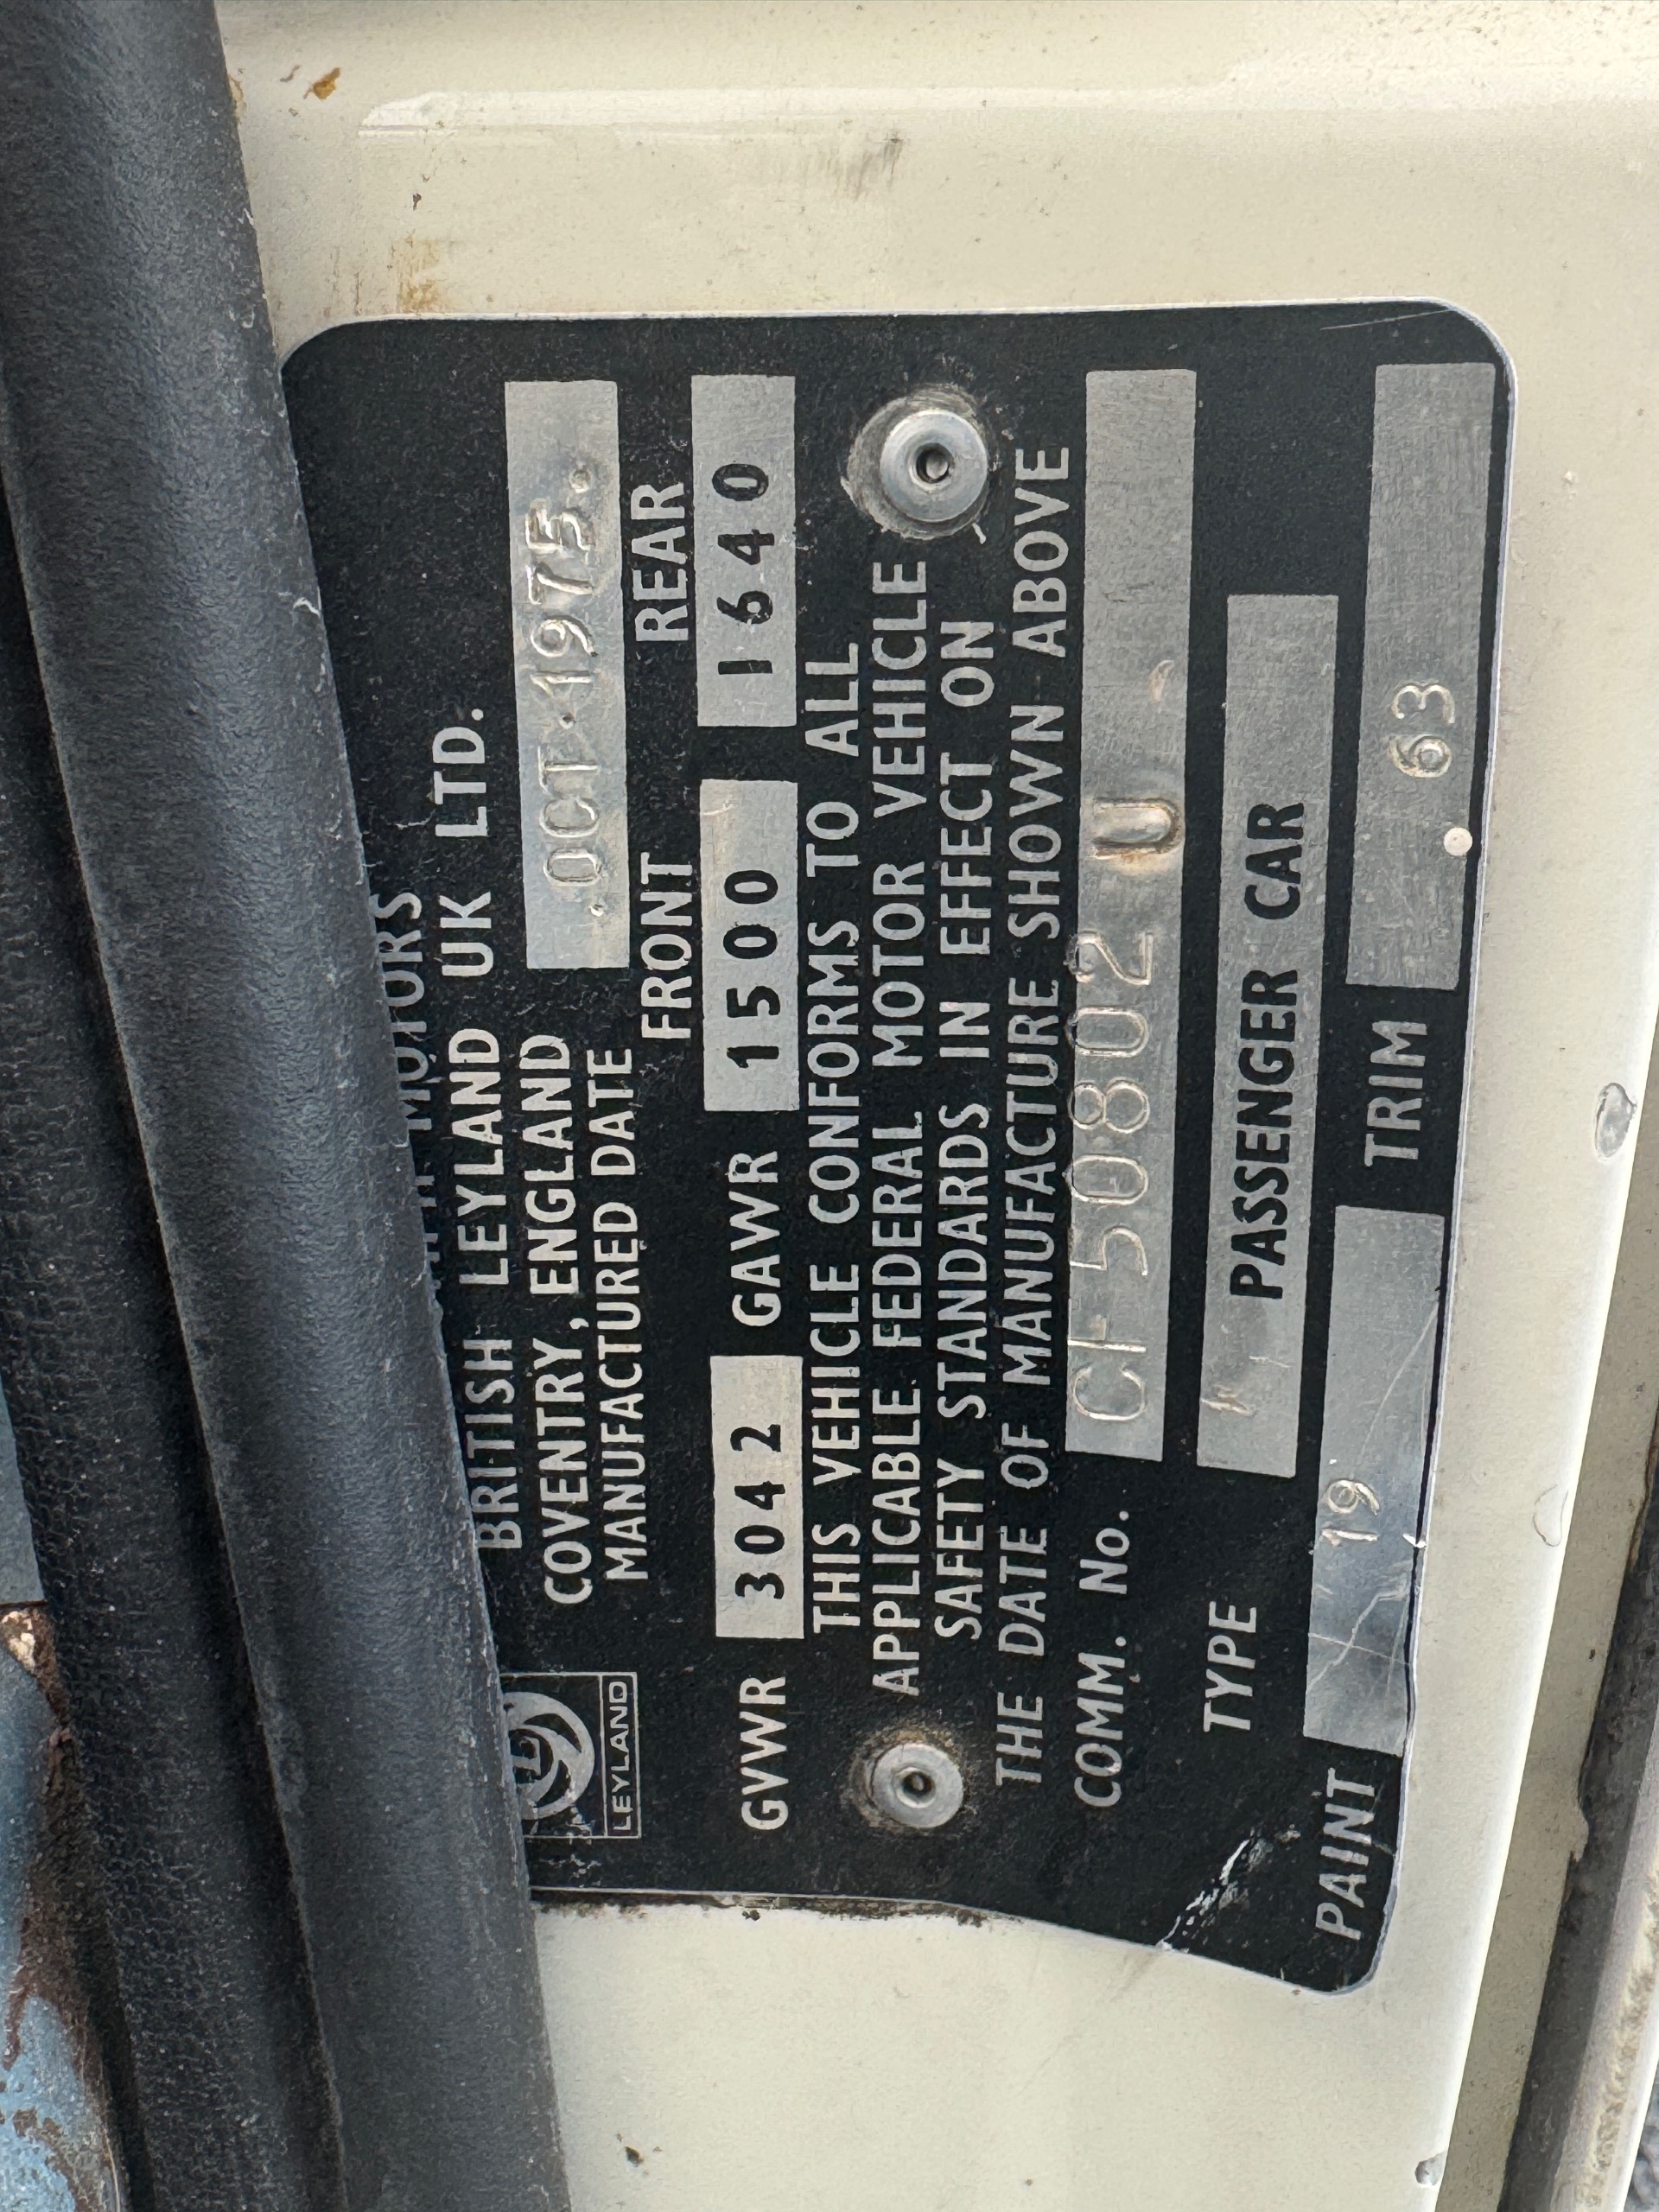 MOTORS
BRITISH LEYLAND UK LTD.
COVENTRY, ENGLAND
MANUFACTURED DATE .OCT.1975.
LEYLAND
FRONT REAR
GVWR 3042 GAWR 1500 1640
THIS VEHICLE CONFORMS TO ALL
APPLICABLE FEDERAL MOTOR VEHICLE
SAFETY STANDARDS IN EFFECT ON
THE DATE OF MANUFACTURE SHOWN ABOVE
COMM. No. CF50802 U
TYPE PASSENGER CAR
PAINT 19 TRIM 63